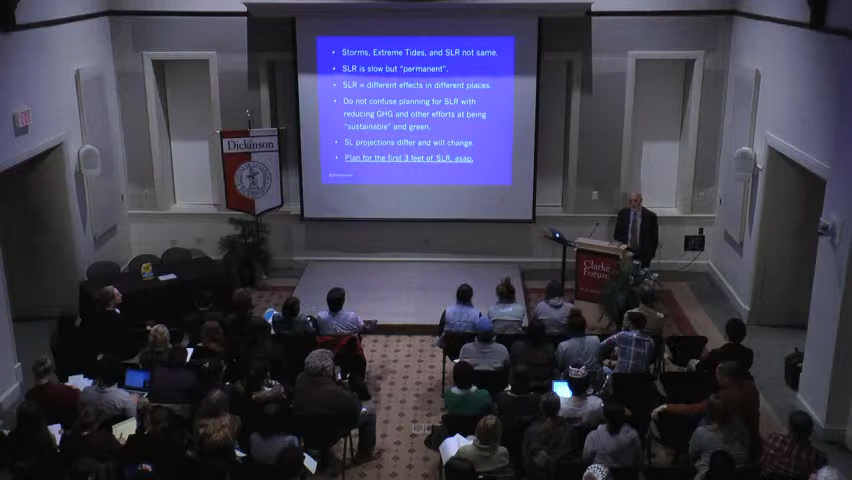 • Storms, Extreme Tides, and SLR not same.
• SLR is slow but "permanent".
• SLR = different effects in different places.
• Do not confuse planning for SLR with
reducing GHG and other efforts at being
"sustainable" and green.
• SL projections differ and will change.
• Plan for the first 3 feet of SLR, asap.
EXIT
Dickinson
Clarke
Forum